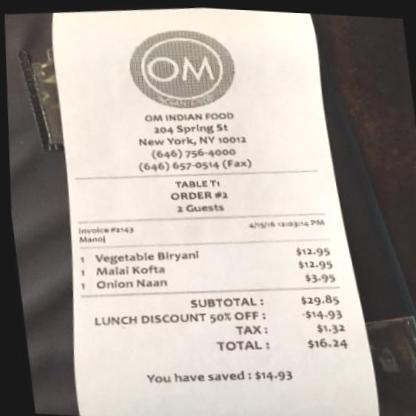 OM
OM INDIAN FOOD
204 Spring St
New York, NY 10012
(646) 756-4000
(646) 657-0514 (Fax)
TABLE T1
ORDER #2
2 Guests
Invoice #2143 4/15/16 12:03:14 PM
Manoj
1 Vegetable Biryani $12.95
1 Malai Kofta $12.95
1 Onion Naan $3.95
SUBTOTAL : $29.85
LUNCH DISCOUNT 50% OFF : -$14.93
TAX : $1.32
TOTAL : $16.24
You have saved : $14.93